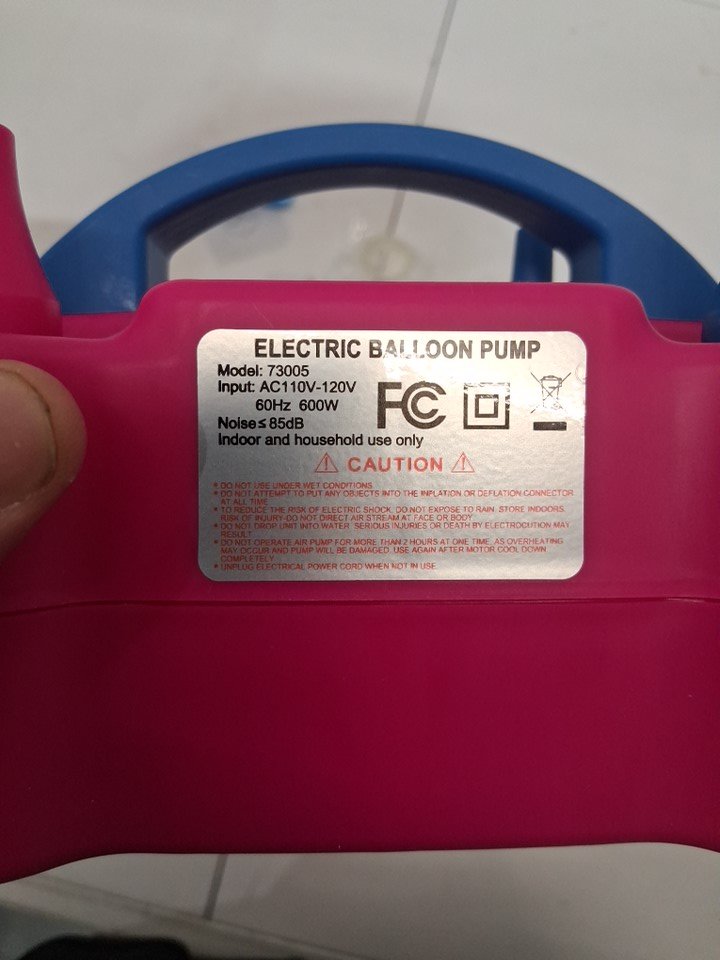 ELECTRIC BALLOON PUMP
Model: 73005
Input: AC110V-120V
60Hz 600W
Noise≤85dB
Indoor and household use only
FC
⚠ CAUTION ⚠
* DO NOT USE UNDER WET CONDITIONS
* DO NOT ATTEMPT TO PUT ANY OBJECTS INTO THE INFLATION OR DEFLATION CONNECTOR
AT ALL TIME
* TO REDUCE THE RISK OF ELECTRIC SHOCK, DO NOT EXPOSE TO RAIN, STORE INDOORS.
RISK OF INJURY-DO NOT DIRECT AIR STREAM AT FACE OR BODY
* DO NOT DROP UNIT INTO WATER. SERIOUS INJURIES OR DEATH BY ELECTROCUTION MAY
RESULT
* DO NOT OPERATE AIR PUMP FOR MORE THAN 2 HOURS AT ONE TIME, AS OVERHEATING
MAY OCCUR AND PUMP WILL BE DAMAGED. USE AGAIN AFTER MOTOR COOL DOWN
COMPLETELY
* UNPLUG ELECTRICAL POWER CORD WHEN NOT IN USE